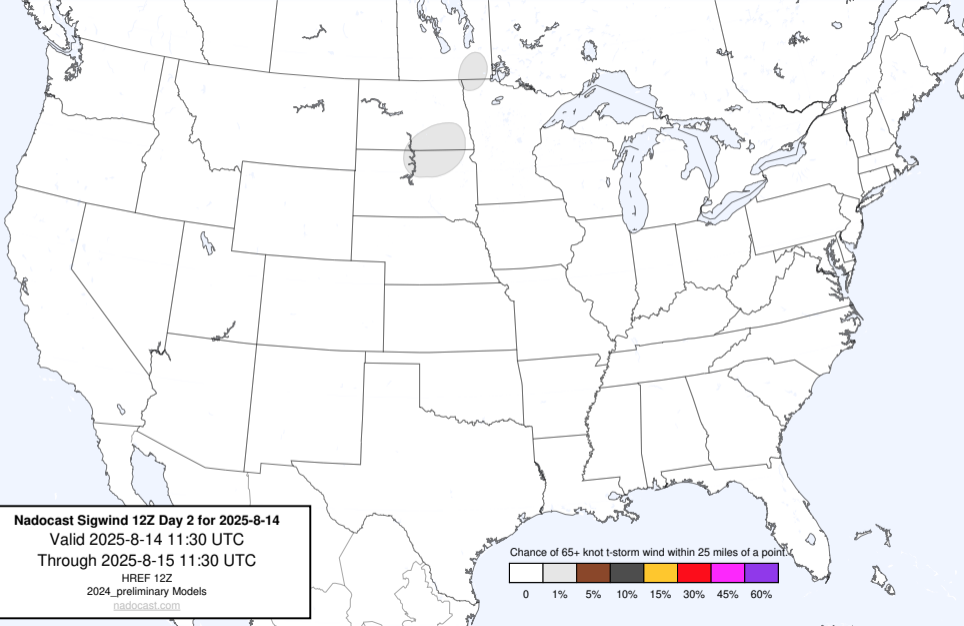 Nadocast Sigwind 12Z Day 2 for 2025-8-14
Valid 2025-8-14 11:30 UTC
Through 2025-8-15 11:30 UTC
HREF 12Z
2024_preliminary Models
nadocast.com
Chance of 65+ knot t-storm wind within 25 miles of a point.
0 1% 5% 10% 15% 30% 45% 60%